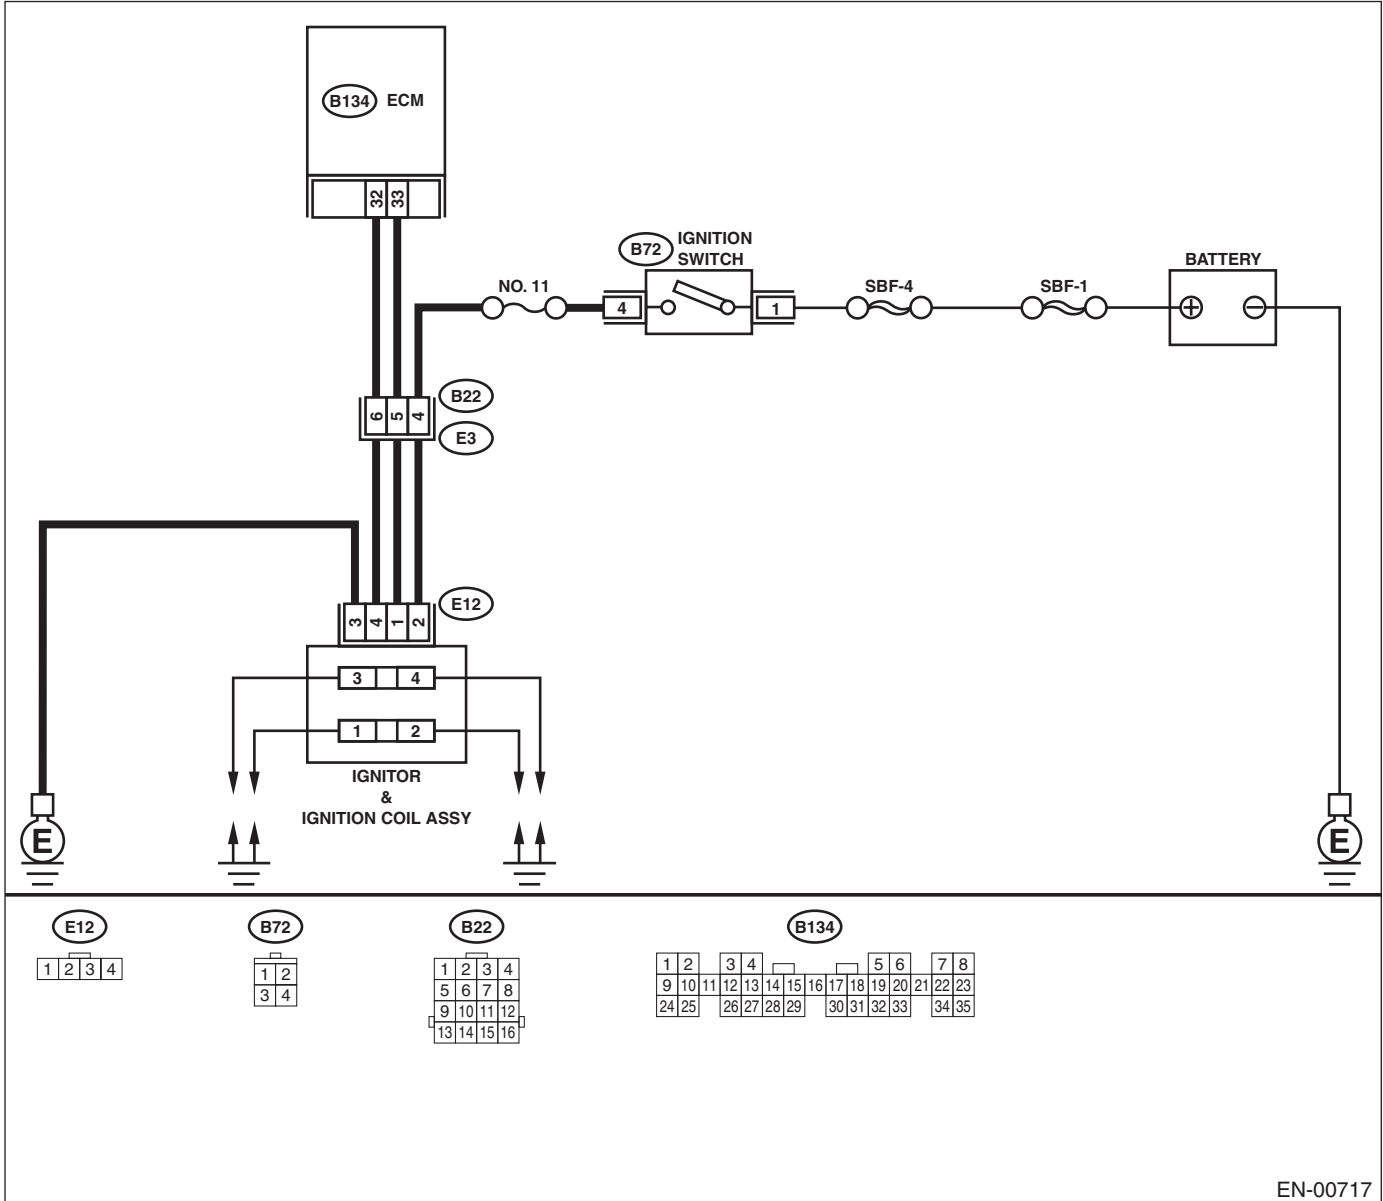 B134 ECM
32 33
B72 IGNITION
SWITCH
BATTERY
NO. 11
SBF-4
SBF-1
4
1
+
−
B22
6 5 4
E3
E12
3 4 1 2
3 4
1 2
IGNITOR
&
IGNITION COIL ASSY
E
E
E12
B72
B22
B134
1 2 3 4
1 2
3 4
1 2 3 4
5 6 7 8
9 10 11 12
13 14 15 16
1 2 3 4 5 6 7 8
9 10 11 12 13 14 15 16 17 18 19 20 21 22 23
24 25 26 27 28 29 30 31 32 33 34 35
EN-00717